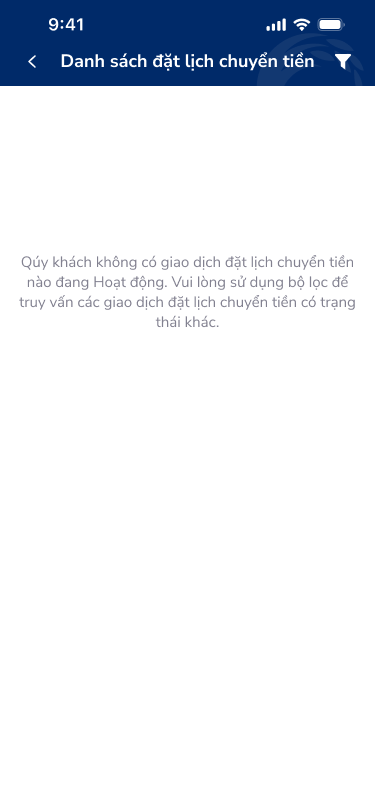 9:41
Danh sách đặt lịch chuyển tiền
Qúy khách không có giao dịch đặt lịch chuyển tiền
nào đang Hoạt động. Vui lòng sử dụng bộ lọc để
truy vấn các giao dịch đặt lịch chuyển tiền có trạng
thái khác.